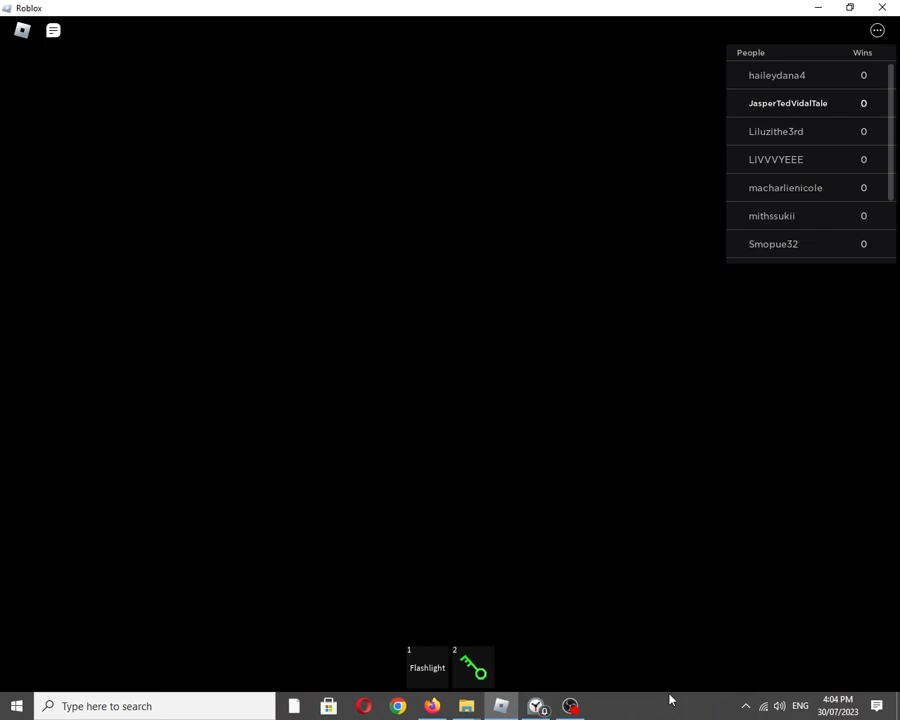 Roblox
People Wins
haileydana4 0
JasperTedVidalTale 0
Liluzithe3rd 0
LIVVVYEEE 0
macharlienicole 0
mithssukii 0
Smopue32 0
1 2
Flashlight
Type here to search
ENG
4:04 PM
30/07/2023